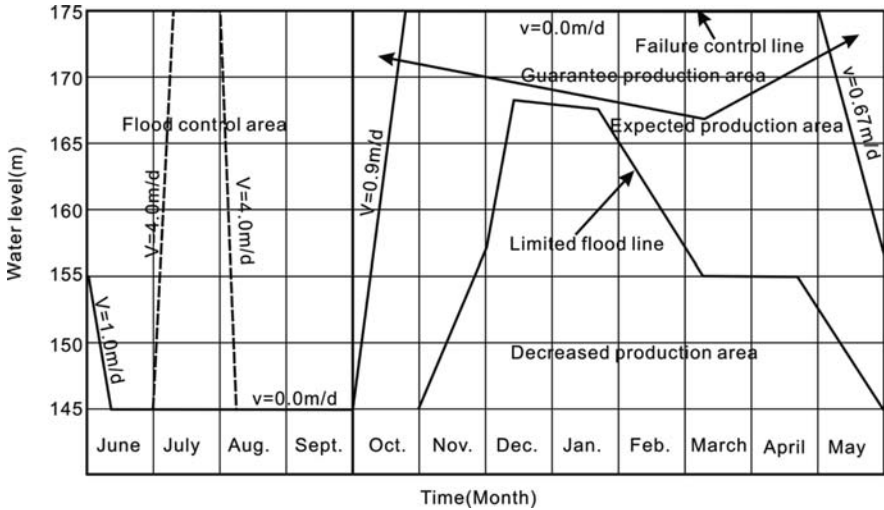 175
170
165
160
155
150
145
Water level(m)
v=0.0m/d
Failure control line
Guarantee production area
Flood control area
Expected production area
v=0.67m/d
V=4.0m/d
V=4.0m/d
V=0.9m/d
Limited flood line
V=1.0m/d
Decreased production area
v=0.0m/d
June July Aug. Sept. Oct. Nov. Dec. Jan. Feb. March April May
Time(Month)